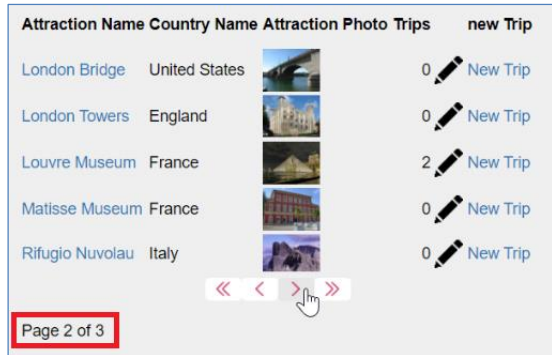 Attraction Name Country Name Attraction Photo Trips new Trip
London Bridge United States 0 New Trip
London Towers England 0 New Trip
Louvre Museum France 2 New Trip
Matisse Museum France 0 New Trip
Rifugio Nuvolau Italy 0 New Trip
Page 2 of 3